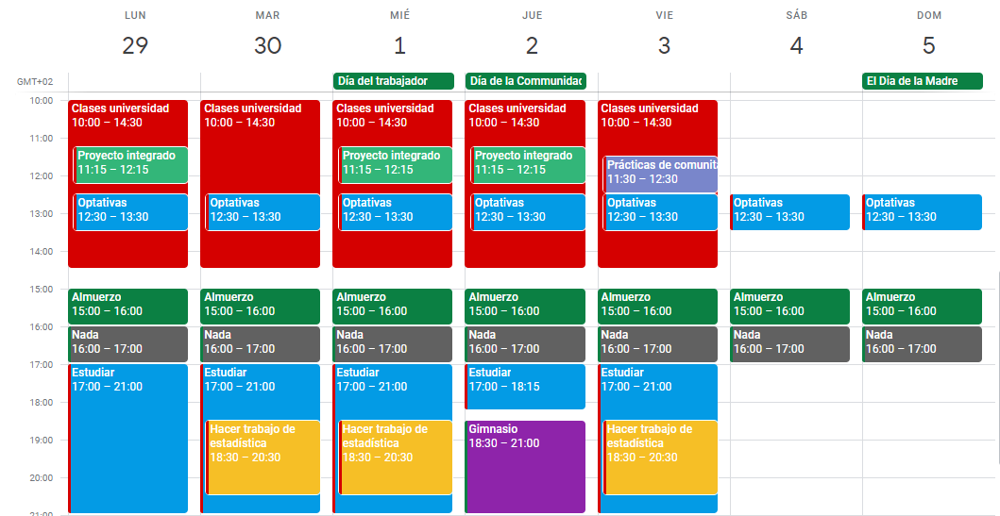 LUN MAR MIÉ JUE VIE SÁB DOM
29 30 1 2 3 4 5
GMT+02 Día del trabajador Día de la Comunidad El Dia de la Madre
10:00
Clases universidad Clases universidad Clases universidad Clases universidad Clases universidad
10:00 – 14:30 10:00 – 14:30 10:00 – 14:30 10:00 – 14:30 10:00 – 14:30
11:00
Proyecto integrado Proyecto integrado Proyecto integrado
11:15 – 12:15 11:15 – 12:15 11:15 – 12:15
Prácticas de comunita
12:00 11:30 – 12:30
Optativas Optativas Optativas Optativas Optativas Optativas Optativas
13:00 12:30 – 13:30 12:30 – 13:30 12:30 – 13:30 12:30 – 13:30 12:30 – 13:30 12:30 – 13:30 12:30 – 13:30
14:00
15:00
Almuerzo Almuerzo Almuerzo Almuerzo Almuerzo Almuerzo Almuerzo
15:00 – 16:00 15:00 – 16:00 15:00 – 16:00 15:00 – 16:00 15:00 – 16:00 15:00 – 16:00 15:00 – 16:00
16:00
Nada Nada Nada Nada Nada Nada Nada
16:00 – 17:00 16:00 – 17:00 16:00 – 17:00 16:00 – 17:00 16:00 – 17:00 16:00 – 17:00 16:00 – 17:00
17:00
Estudiar Estudiar Estudiar Estudiar Estudiar
17:00 – 21:00 17:00 – 21:00 17:00 – 21:00 17:00 – 18:15 17:00 – 21:00
18:00
Hacer trabajo de Hacer trabajo de Gimnasio Hacer trabajo de
19:00 estadística estadística 18:30 – 21:00 estadística
18:30 – 20:30 18:30 – 20:30 18:30 – 20:30
20:00
21:00